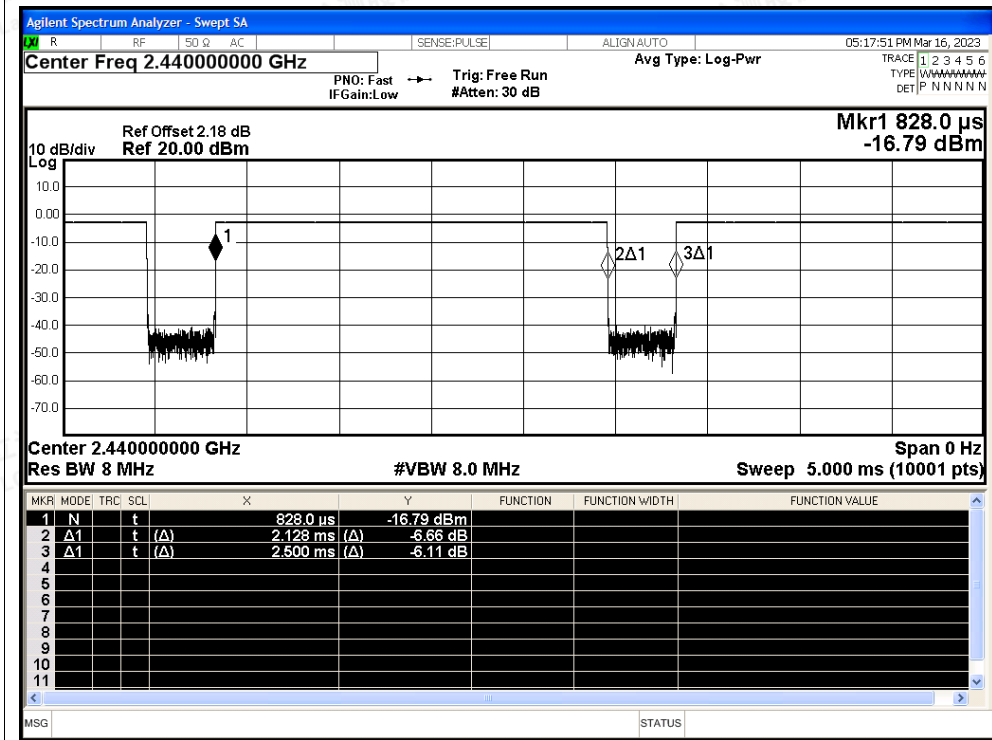 Agilent Spectrum Analyzer - Swept SA
LXI R RF 50 Ω AC SENSE:PULSE ALIGN AUTO 05:17:51 PM Mar 16, 2023
Center Freq 2.440000000 GHz
PNO: Fast
IFGain:Low
Trig: Free Run
#Atten: 30 dB
Avg Type: Log-Pwr
TRACE 1 2 3 4 5 6
TYPE W
DET P N N N N N
Mkr1 828.0 µs
-16.79 dBm
Ref Offset 2.18 dB
10 dB/div Ref 20.00 dBm
Log
10.0
0.00
-10.0
-20.0
-30.0
-40.0
-50.0
-60.0
-70.0
1
2Δ1
3Δ1
Center 2.440000000 GHz Span 0 Hz
Res BW 8 MHz #VBW 8.0 MHz Sweep 5.000 ms (10001 pts)
MKR MODE TRC SCL X Y FUNCTION FUNCTION WIDTH FUNCTION VALUE
1 N t 828.0 µs -16.79 dBm
2 Δ1 t (Δ) 2.128 ms (Δ) -6.66 dB
3 Δ1 t (Δ) 2.500 ms (Δ) -6.11 dB
4
5
6
7
8
9
10
11
MSG STATUS